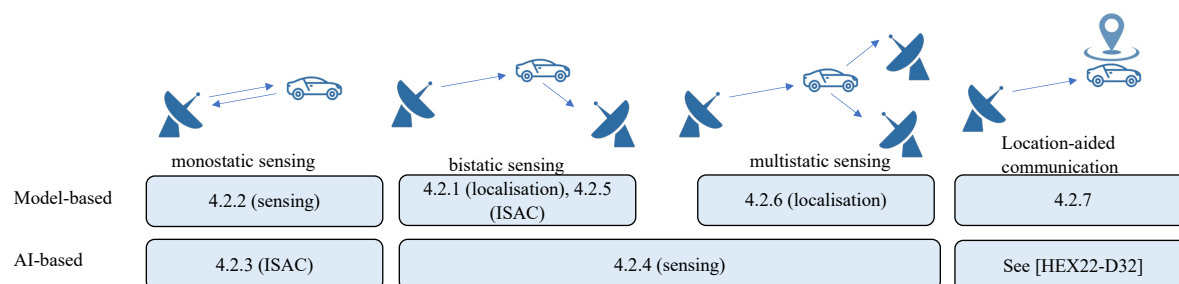 monostatic sensing
bistatic sensing
multistatic sensing
Location-aided
communication
Model-based
4.2.2 (sensing)
4.2.1 (localisation), 4.2.5
(ISAC)
4.2.6 (localisation)
4.2.7
AI-based
4.2.3 (ISAC)
4.2.4 (sensing)
See [HEX22-D32]